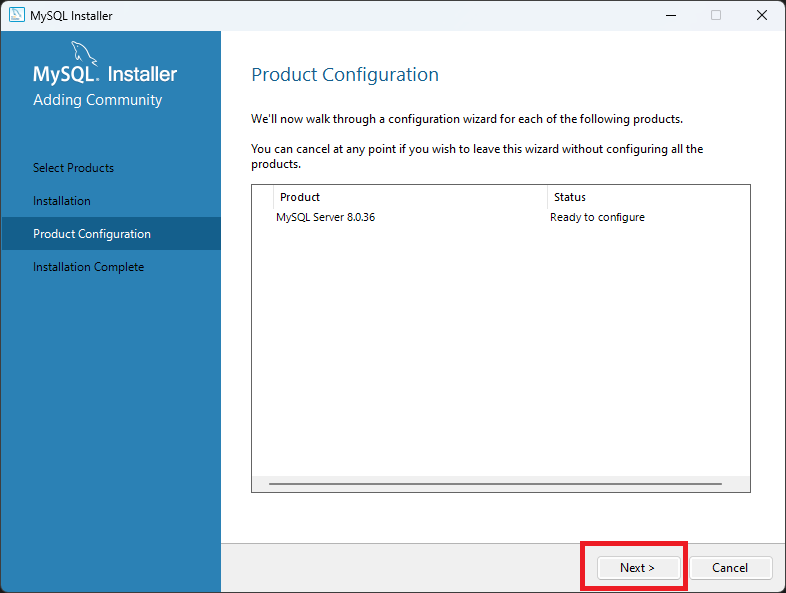 MySQL Installer
MySQL. Installer
Adding Community
Select Products
Installation
Product Configuration
Installation Complete
Product Configuration
We'll now walk through a configuration wizard for each of the following products.
You can cancel at any point if you wish to leave this wizard without configuring all the
products.
Product Status
MySQL Server 8.0.36 Ready to configure
Next > Cancel